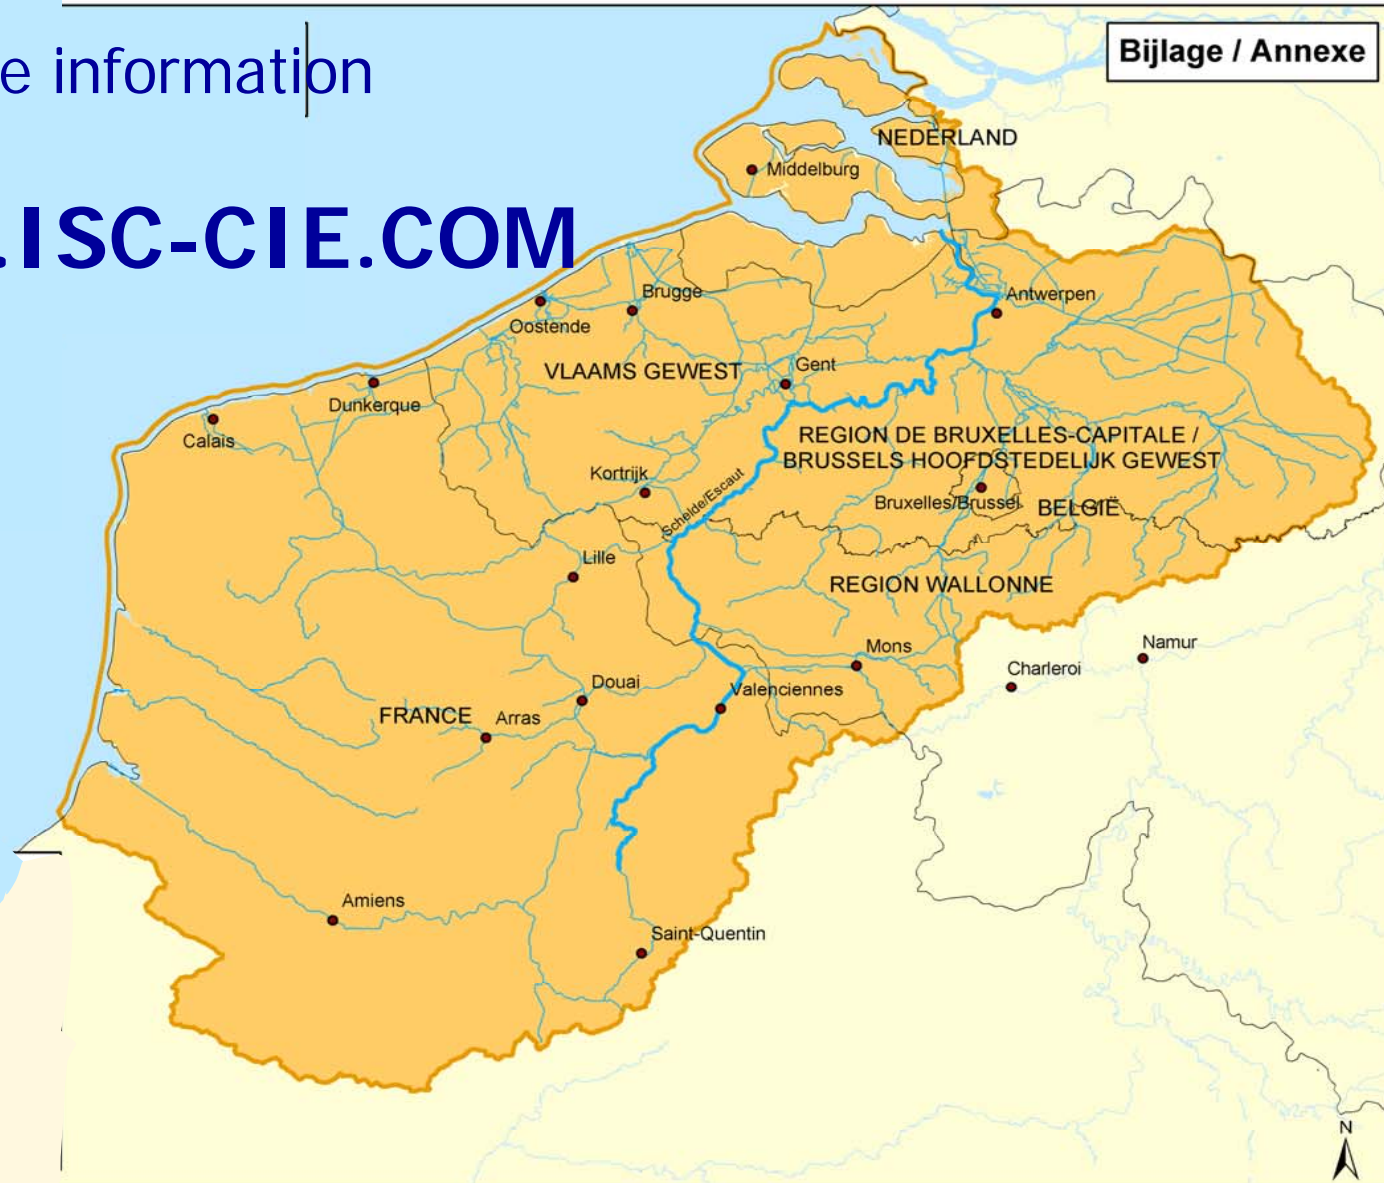 e information
.ISC-CIE.COM
Bijlage / Annexe
NEDERLAND
Middelburg
Brugge
Antwerpen
Oostende
VLAAMS GEWEST
Gent
Dunkerque
Calais
REGION DE BRUXELLES-CAPITALE /
BRUSSELS HOOFDSTEDELIJK GEWEST
Kortrijk
Schelde/Escaut
Bruxelles/Brussel
BELGIË
Lille
REGION WALLONNE
Mons
Namur
Charleroi
Douai
Valenciennes
FRANCE
Arras
Amiens
Saint-Quentin
N